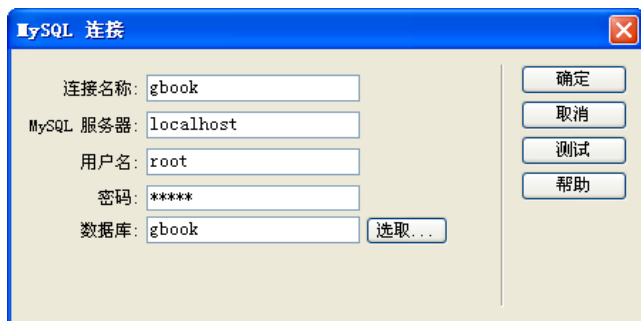 MySQL 连接
连接名称: gbook
MySQL 服务器: localhost
用户名: root
密码: *****
数据库: gbook 选取...
确定
取消
测试
帮助